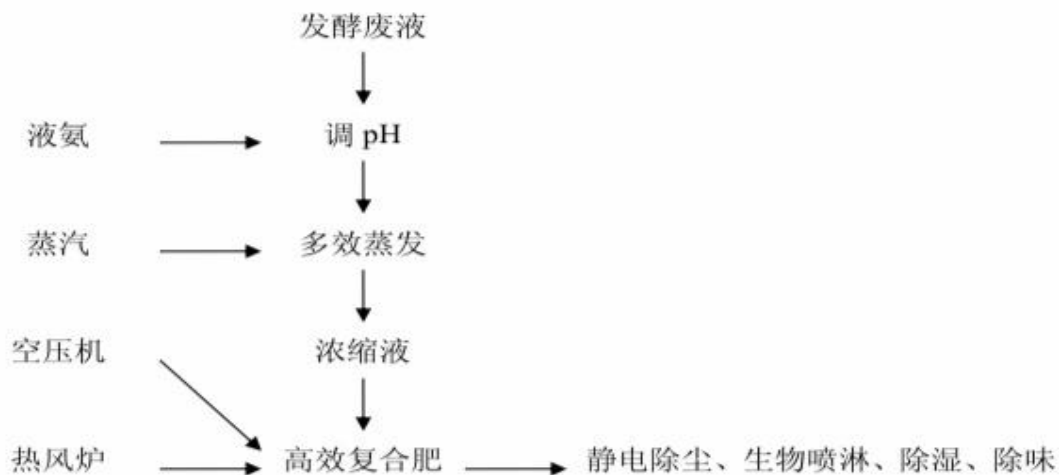 发酵废液
液氨 调 pH
蒸汽 多效蒸发
空压机 浓缩液
热风炉 高效复合肥 静电除尘、生物喷淋、除湿、除味